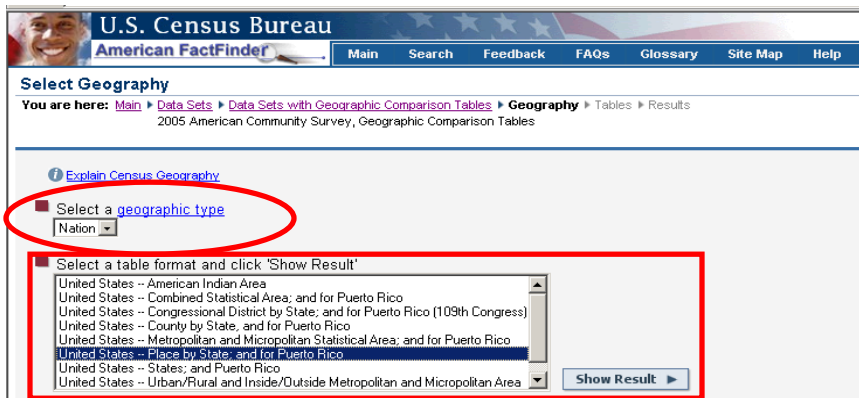 U.S. Census Bureau
American FactFinder
Main Search Feedback FAQs Glossary Site Map Help
Select Geography
You are here: Main ▶ Data Sets ▶ Data Sets with Geographic Comparison Tables ▶ Geography ▶ Tables ▶ Results
2005 American Community Survey, Geographic Comparison Tables
i Explain Census Geography
Select a geographic type
Nation
Select a table format and click 'Show Result'
United States -- American Indian Area
United States -- Combined Statistical Area; and for Puerto Rico
United States -- Congressional District by State; and for Puerto Rico (109th Congress)
United States -- County by State, and for Puerto Rico
United States -- Metropolitan and Micropolitan Statistical Area; and for Puerto Rico
United States -- Place by State; and for Puerto Rico
United States -- States; and Puerto Rico
United States -- Urban/Rural and Inside/Outside Metropolitan and Micropolitan Area
Show Result ▶